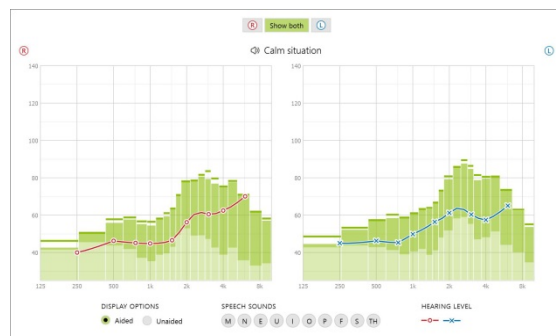 R Show both L
R Calm situation L
140 140
120 120
100 100
80 80
60 60
40 40
125 250 500 1k 2k 4k 8k 125 250 500 1k 2k 4k 8k
DISPLAY OPTIONS SPEECH SOUNDS HEARING LEVEL
Aided Unaided M N E U I O P F S TH